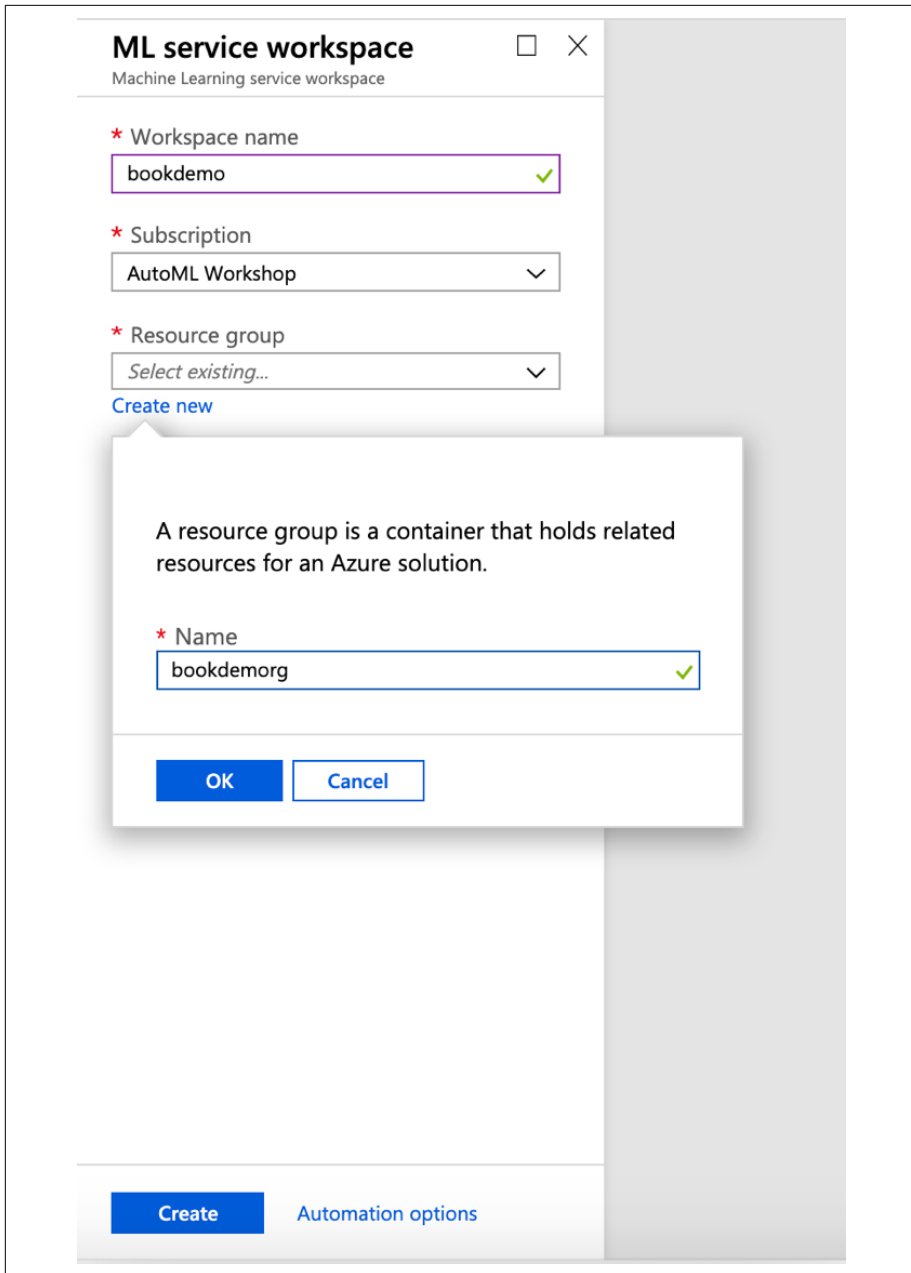 ML service workspace
Machine Learning service workspace
* Workspace name
bookdemo
* Subscription
AutoML Workshop
* Resource group
Select existing...
Create new
A resource group is a container that holds related
resources for an Azure solution.
* Name
bookdemorg
OK Cancel
Create Automation options